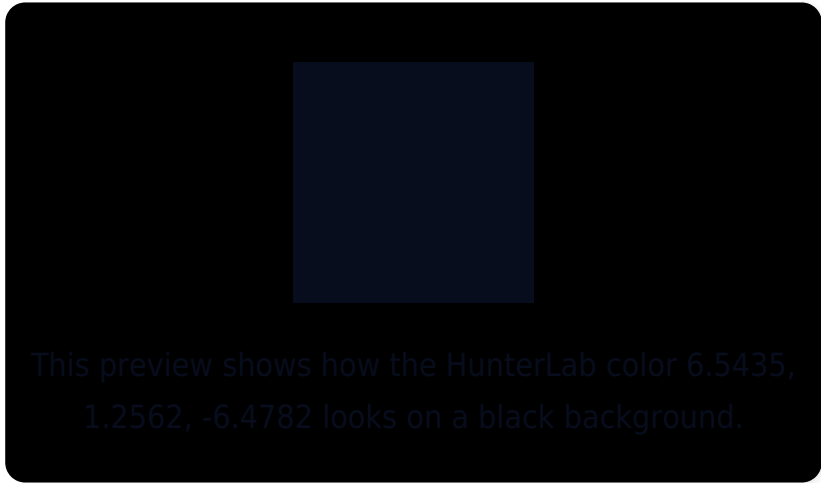 This preview shows how the HunterLab color 6.5435,
1.2562, -6.4782 looks on a black background.